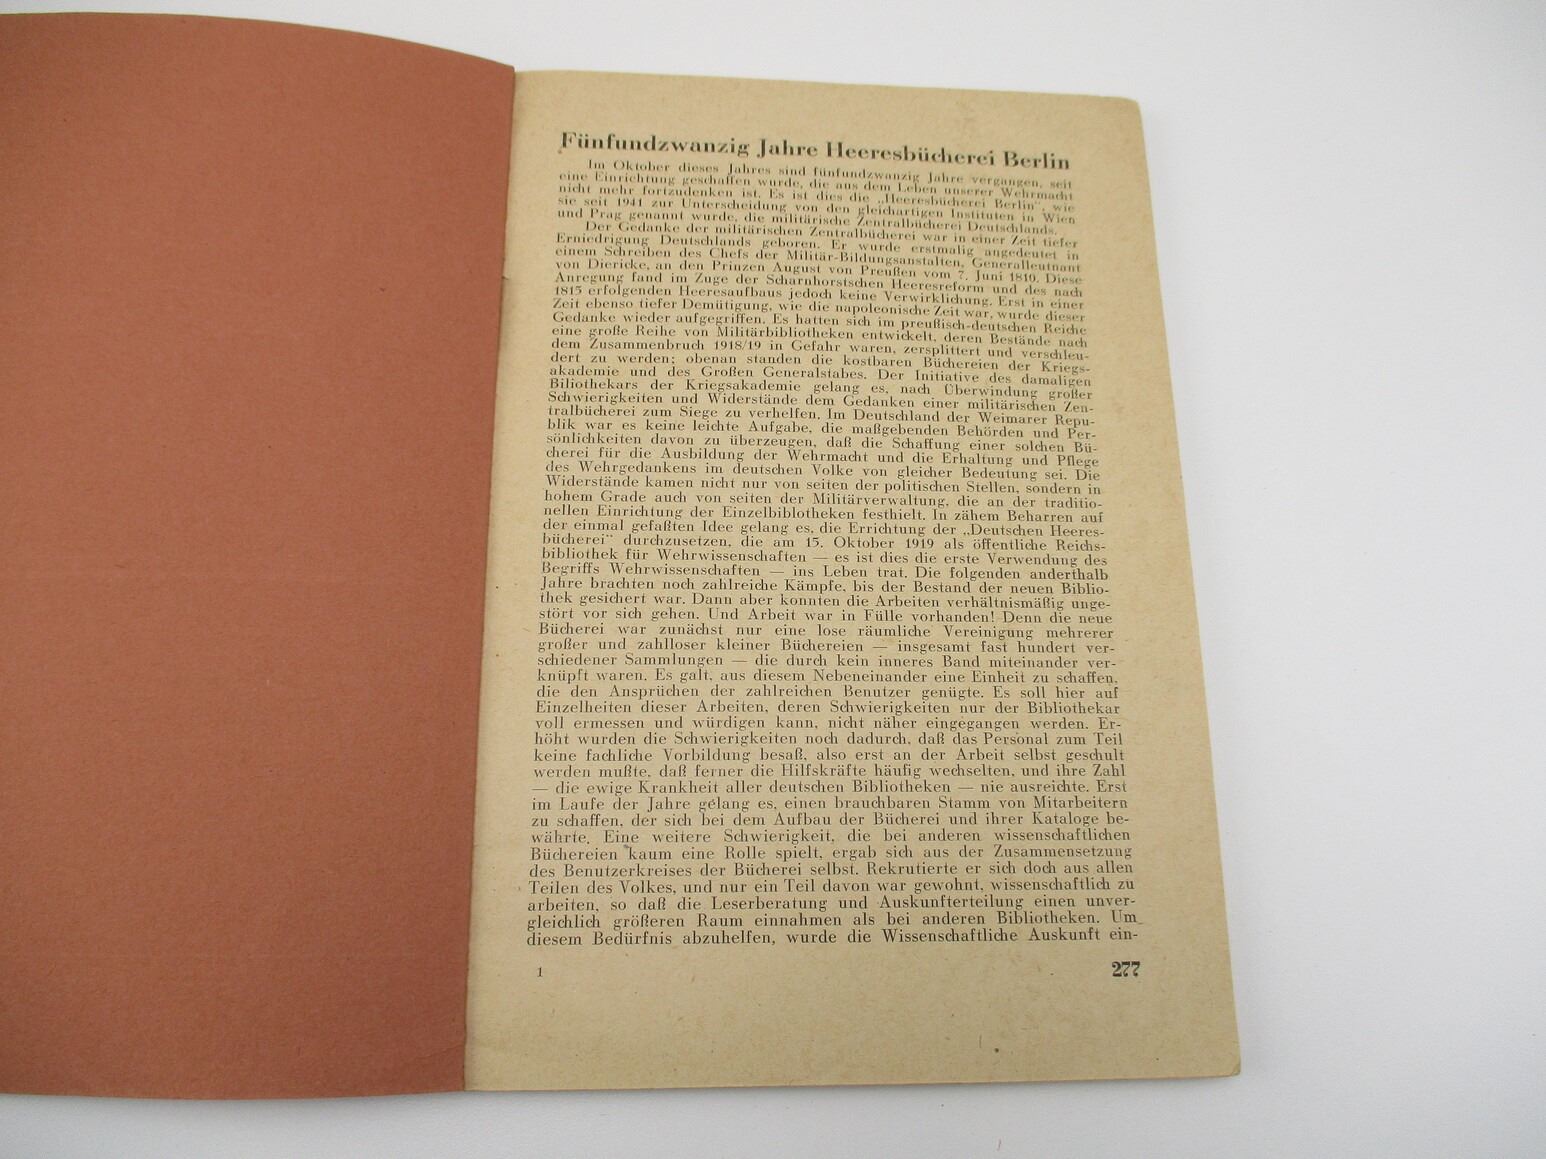 Fünfundzwanzig Jahre Heeresbücherei Berlin
Im Oktober dieses Jahres sind fünfundzwanzig Jahre vergangen, seit
eine Einrichtung geschaffen wurde, die aus dem Leben unserer Wehrmacht
nicht mehr fortzudenken ist. Es ist dies die „Heeresbücherei Berlin“, wie
sie seit 1941 zur Unterscheidung von den gleichartigen Instituten in Wien
und Prag genannt wurde, die militärische Zentralbücherei Deutschlands.
Der Gedanke der militärischen Zentralbücherei war in einer Zeit tiefer
Erniedrigung Deutschlands geboren. Er wurde erstmalig angedeutet in
einem Schreiben des Chefs der Militär-Bildungsanstalten, Generalleutnant
von Diericke, an den Prinzen August von Preußen vom 7. Juni 1810. Diese
Anregung fand im Zuge der Scharnhorstschen Heeresreform und des nach
1815 erfolgenden Heeresaufbaus jedoch keine Verwirklichung. Erst in einer
Zeit ebenso tiefer Demütigung, wie die napoleonische Zeit war, wurde dieser
Gedanke wieder aufgegriffen. Es hatten sich im preußisch-deutschen Reiche
eine große Reihe von Militärbibliotheken entwickelt, deren Bestände nach
dem Zusammenbruch 1918/19 in Gefahr waren, zersplittert und verschleu-
dert zu werden; obenan standen die kostbaren Büchereien der Kriegs-
akademie und des Großen Generalstabes. Der Initiative des damaligen
Biliothekars der Kriegsakademie gelang es, nach Überwindung großer
Schwierigkeiten und Widerstände dem Gedanken einer militärischen Zen-
tralbücherei zum Siege zu verhelfen. Im Deutschland der Weimarer Repu-
blik war es keine leichte Aufgabe, die maßgebenden Behörden und Per-
sönlichkeiten davon zu überzeugen, daß die Schaffung einer solchen Bü-
cherei für die Ausbildung der Wehrmacht und die Erhaltung und Pflege
des Wehrgedankens im deutschen Volke von gleicher Bedeutung sei. Die
Widerstände kamen nicht nur von seiten der politischen Stellen, sondern in
hohem Grade auch von seiten der Militärverwaltung, die an der traditio-
nellen Einrichtung der Einzelbiblotheken festhielt. In zähem Beharren auf
der einmal gefaßten Idee gelang es, die Errichtung der „Deutschen Heeres-
bücherei“ durchzusetzen, die am 15. Oktober 1919 als öffentliche Reichs-
bibliothek für Wehrwissenschaften — es ist dies die erste Verwendung des
Begriffs Wehrwissenschaften — ins Leben trat. Die folgenden anderthalb
Jahre brachten noch zahlreiche Kämpfe, bis der Bestand der neuen Biblio-
thek gesichert war. Dann aber konnten die Arbeiten verhältnismäßig unge-
stört vor sich gehen. Und Arbeit war in Fülle vorhanden! Denn die neue
Bücherei war zunächst nur eine lose räumliche Vereinigung mehrerer
großer und zahlloser kleiner Büchereien — insgesamt fast hundert ver-
schiedener Sammlungen — die durch kein inneres Band miteinander ver-
knüpft waren. Es galt, aus diesem Nebeneinander eine Einheit zu schaffen,
die den Ansprüchen der zahlreichen Benutzer genügte. Es soll hier auf
Einzelheiten dieser Arbeiten, deren Schwierigkeiten nur der Bibliothekar
voll ermessen und würdigen kann, nicht näher eingegangen werden. Er-
höht wurden die Schwierigkeiten noch dadurch, daß das Personal zum Teil
keine fachliche Vorbildung besaß, also erst an der Arbeit selbst geschult
werden mußte, daß ferner die Hilfskräfte häufig wechselten, und ihre Zahl
— die ewige Krankheit aller deutschen Bibliotheken — nie ausreichte. Erst
im Laufe der Jahre gelang es, einen brauchbaren Stamm von Mitarbeitern
zu schaffen, der sich bei dem Aufbau der Bücherei und ihrer Kataloge be-
währte. Eine weitere Schwierigkeit, die bei anderen wissenschaftlichen
Büchereien kaum eine Rolle spielt, ergab sich aus der Zusammensetzung
des Benutzerkreises der Bücherei selbst. Rekrutierte er sich doch aus allen
Teilen des Volkes, und nur ein Teil davon war gewohnt, wissenschaftlich zu
arbeiten, so daß die Leserberatung und Auskunfterteilung einen unver-
gleichlich größeren Raum einnahmen als bei anderen Bibliotheken. Um
diesem Bedürfnis abzuhelfen, wurde die Wissenschaftliche Auskunft ein-
1
277